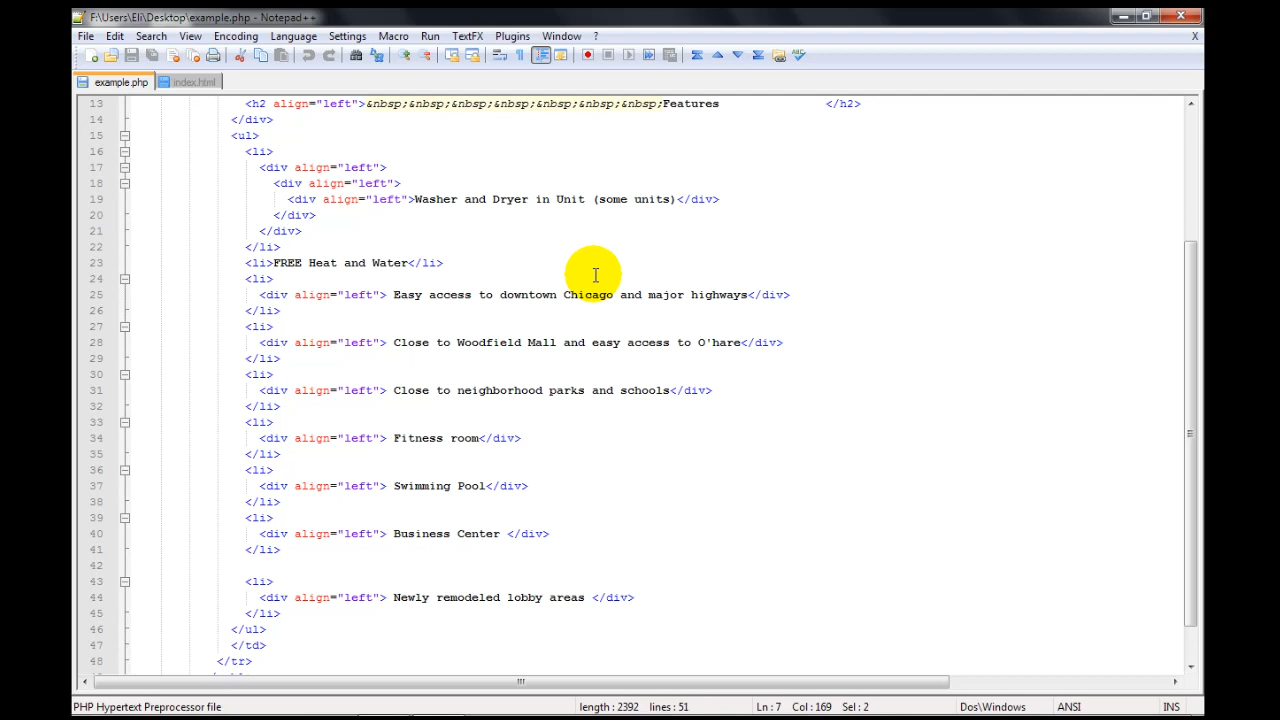 F:\Users\Eli\Desktop\example.php - Notepad++
File Edit Search View Encoding Language Settings Macro Run TextFX Plugins Window ? X
example.php index.html
13 <h2 align="left">&nbsp;&nbsp;&nbsp;&nbsp;&nbsp;&nbsp;&nbsp;Features </h2>
14 </div>
15 <ul>
16 <li>
17 <div align="left">
18 <div align="left">
19 <div align="left">Washer and Dryer in Unit (some units)</div>
20 </div>
21 </div>
22 </li>
23 <li>FREE Heat and Water</li>
24 <li>
25 <div align="left"> Easy access to downtown Chicago and major highways</div>
26 </li>
27 <li>
28 <div align="left"> Close to Woodfield Mall and easy access to O'hare</div>
29 </li>
30 <li>
31 <div align="left"> Close to neighborhood parks and schools</div>
32 </li>
33 <li>
34 <div align="left"> Fitness room</div>
35 </li>
36 <li>
37 <div align="left"> Swimming Pool</div>
38 </li>
39 <li>
40 <div align="left"> Business Center </div>
41 </li>
42
43 <li>
44 <div align="left"> Newly remodeled lobby areas </div>
45 </li>
46 </ul>
47 </td>
48 </tr>
PHP Hypertext Preprocessor file length : 2392 lines : 51 Ln : 7 Col : 169 Sel : 2 Dos\Windows ANSI INS